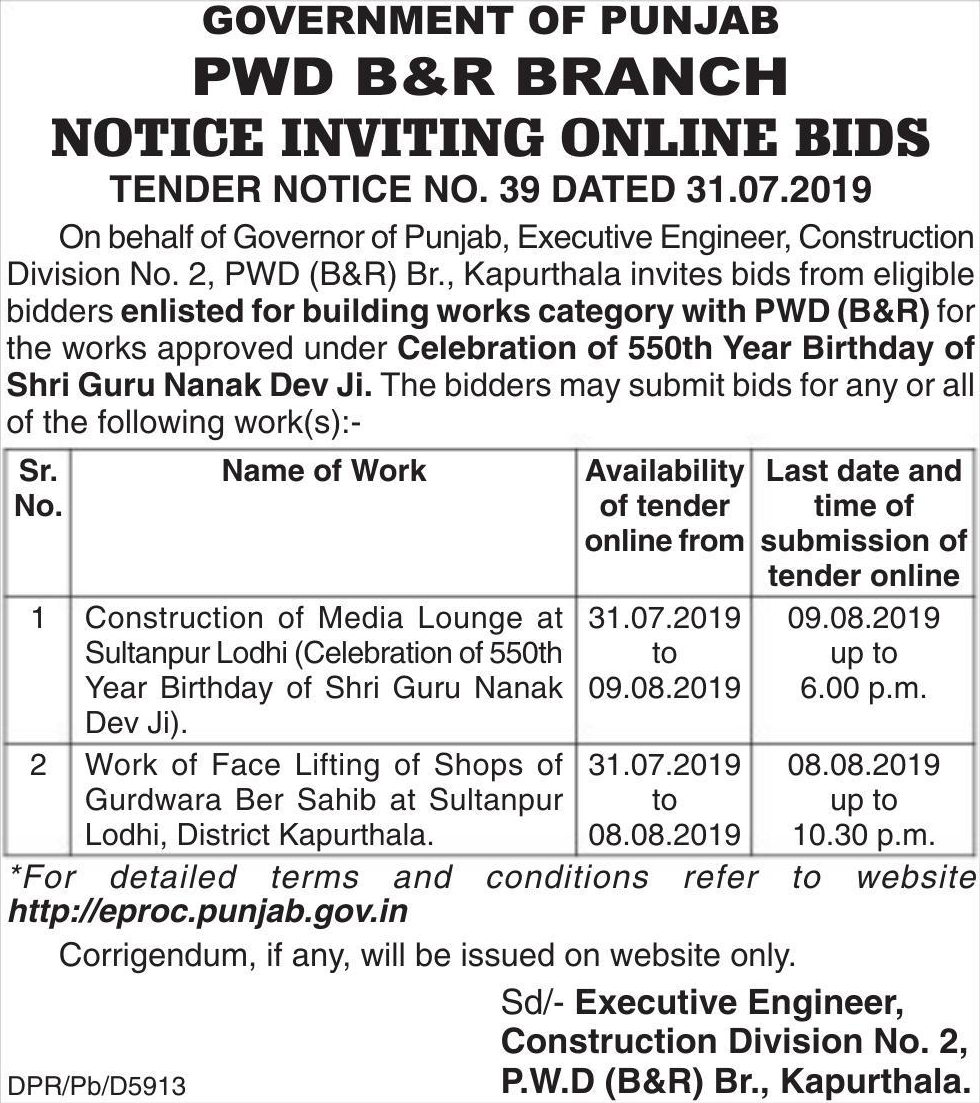 GOVERNMENT OF PUNJAB
PWD B&R BRANCH
NOTICE INVITING ONLINE BIDS
TENDER NOTICE NO. 39 DATED 31.07.2019
On behalf of Governor of Punjab, Executive Engineer, Construction
Division No. 2, PWD (B&R) Br., Kapurthala invites bids from eligible
bidders enlisted for building works category with PWD (B&R) for
the works approved under Celebration of 550th Year Birthday of
Shri Guru Nanak Dev Ji. The bidders may submit bids for any or all
of the following work(s):-
Sr.
No.
Name of Work
Availability
of tender
online from
Last date and
time of
submission of
tender online
1
Construction of Media Lounge at
Sultanpur Lodhi (Celebration of 550th
Year Birthday of Shri Guru Nanak
Dev Ji).
31.07.2019
to
09.08.2019
09.08.2019
up to
6.00 p.m.
2
Work of Face Lifting of Shops of
Gurdwara Ber Sahib at Sultanpur
Lodhi, District Kapurthala.
31.07.2019
to
08.08.2019
08.08.2019
up to
10.30 p.m.
*For detailed terms and conditions refer to website
http://eproc.punjab.gov.in
Corrigendum, if any, will be issued on website only.
Sd/- Executive Engineer,
Construction Division No. 2,
P.W.D (B&R) Br., Kapurthala.
DPR/Pb/D5913